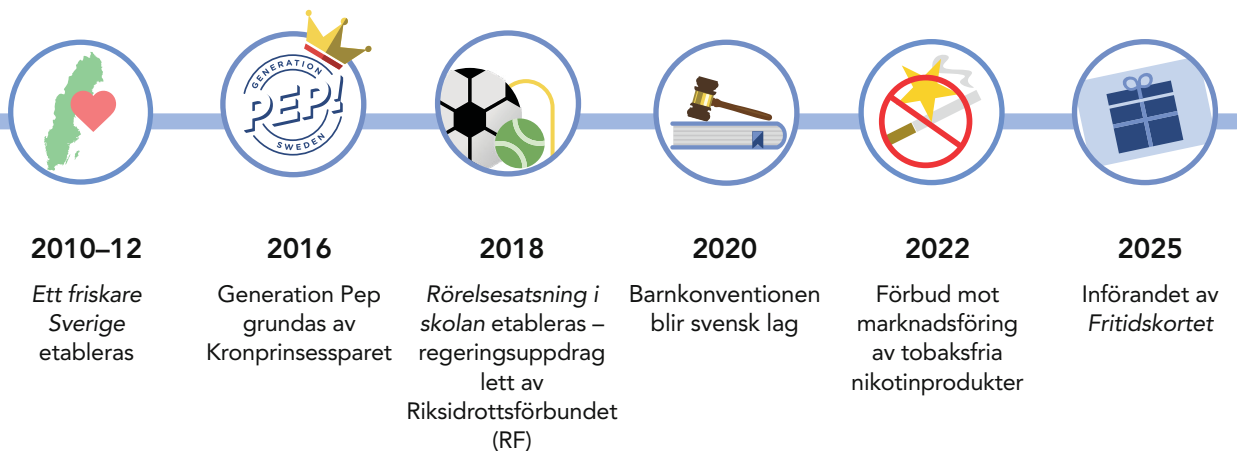 GENERATION
PEP!
SWEDEN
2010–12
Ett friskare
Sverige
etableras
2016
Generation Pep
grundas av
Kronprinsessparet
2018
Rörelsesatsning i
skolan etableras –
regeringsuppdrag
lett av
Riksidrottsförbundet
(RF)
2020
Barnkonventionen
blir svensk lag
2022
Förbud mot
marknadsföring
av tobaksfria
nikotinprodukter
2025
Införandet av
Fritidskortet